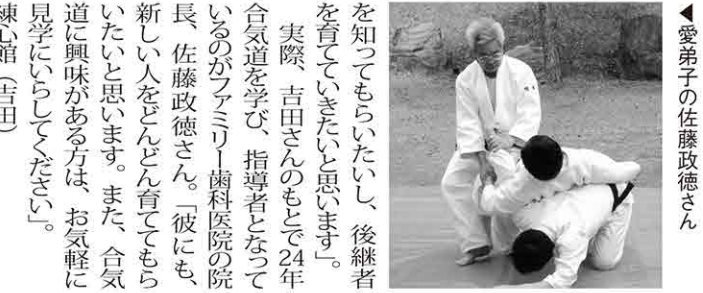 ◀愛弟子の佐藤政徳さん
を知ってもらいたいし、後継者
を育てていきたいと思います」。
実際、吉田さんのもとで24年
合気道を学び、指導者となって
いるのがファミリー歯科医院の院
長、佐藤政徳さん。「彼にも、
新しい人をどんどん育ててもら
いたいと思います。また、合気
道に興味がある方は、お気軽に
見学にいらしてください」。
練心館（吉田）